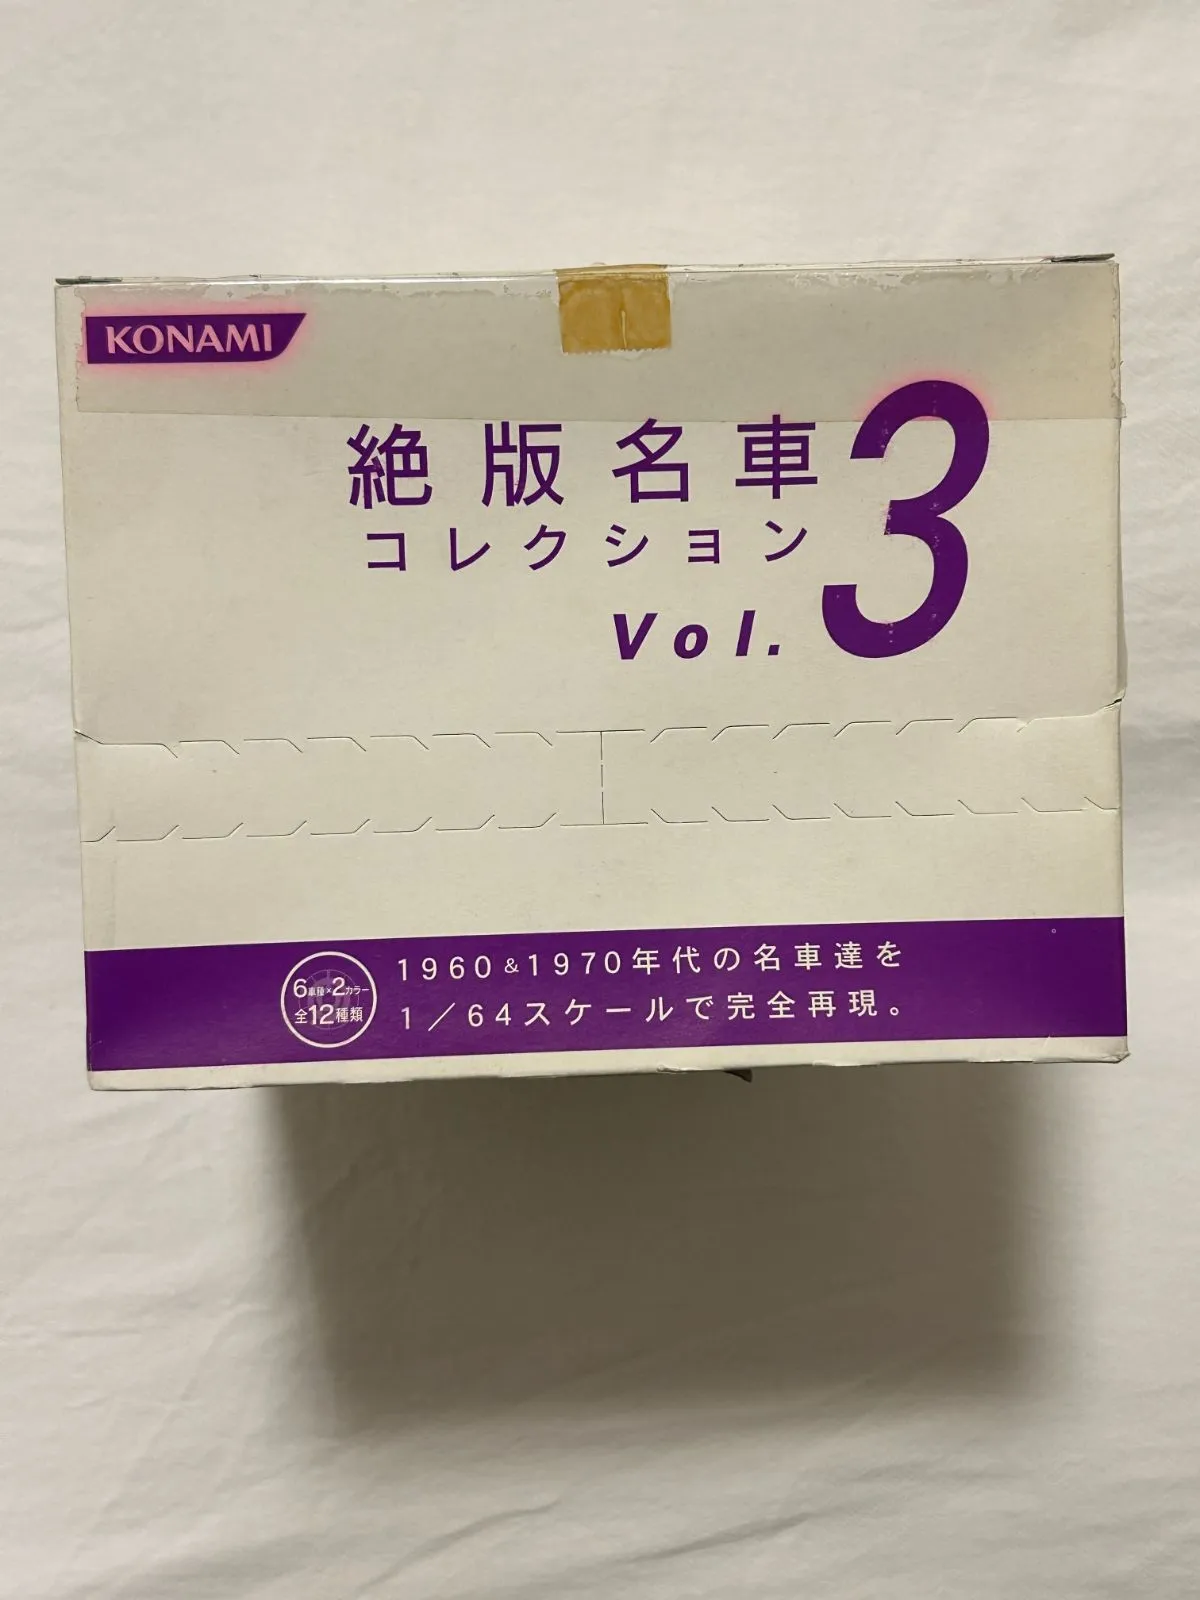 KONAMI
絶版名車
コレクション
Vol.3
6車種×2カラー
全12種類
1960&1970年代の名車達を
1/64スケールで完全再現。